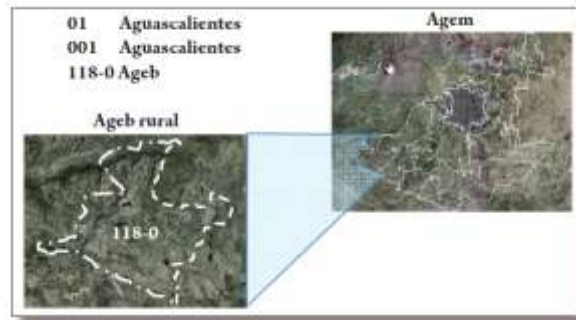 01 Aguascalientes
001 Aguascalientes
118-0 Ageb
Agem
Ageb rural
118-0